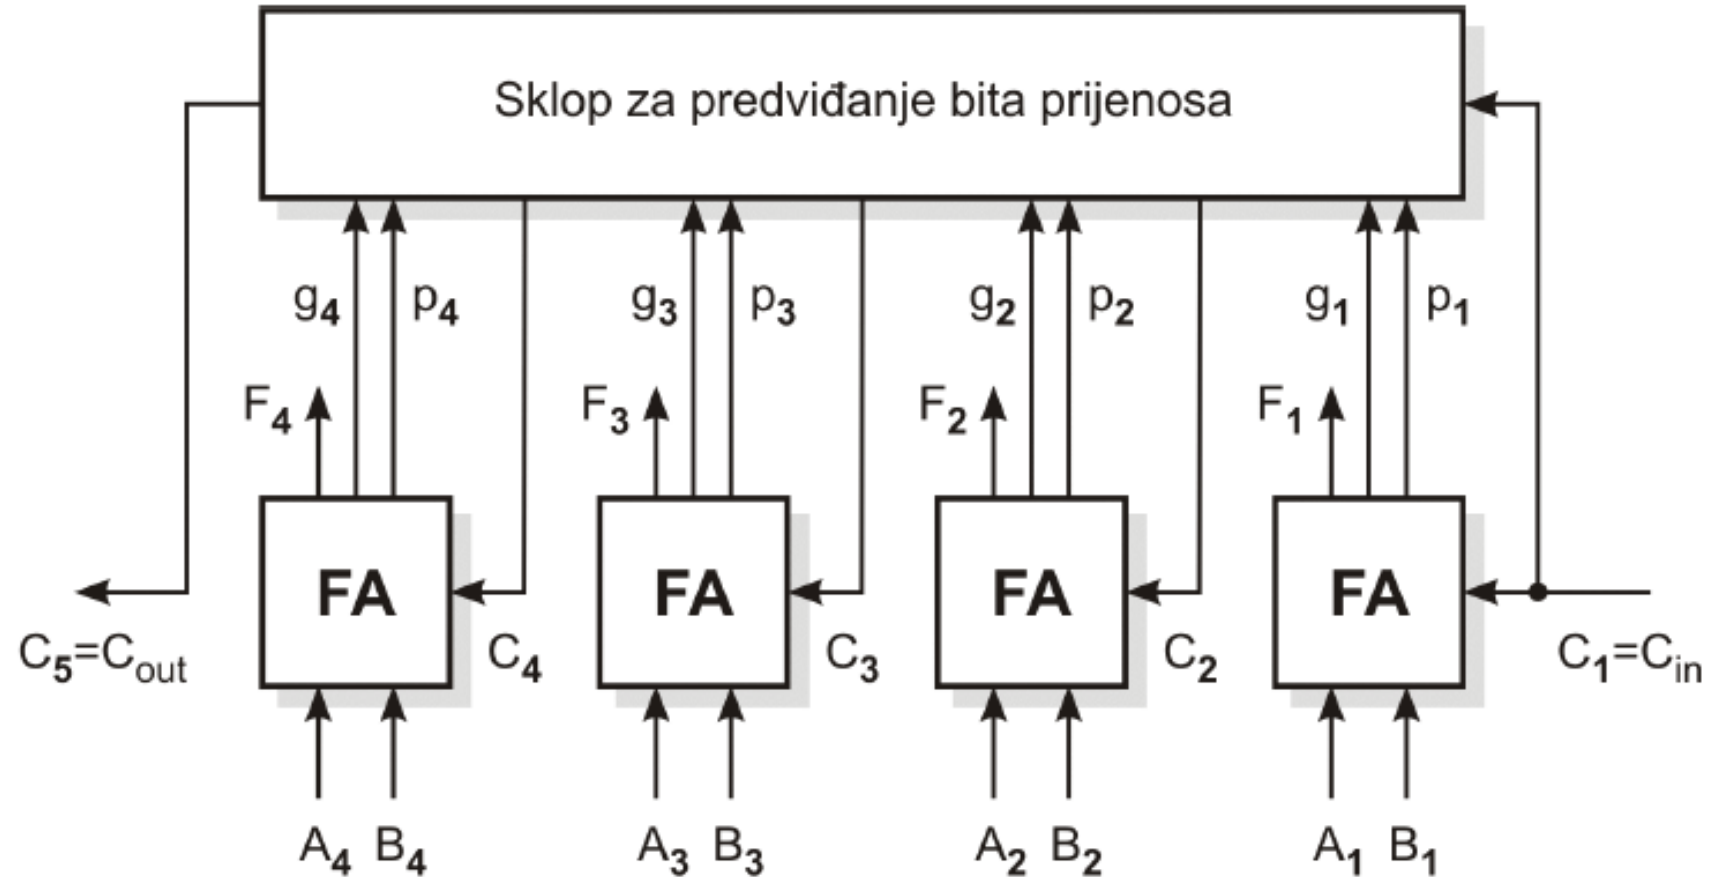 Sklop za predviđanje bita prijenosa
g4 p4 g3 p3 g2 p2 g1 p1
F4 F3 F2 F1
FA FA FA FA
C5=Cout C4 C3 C2 C1=Cin
A4 B4 A3 B3 A2 B2 A1 B1